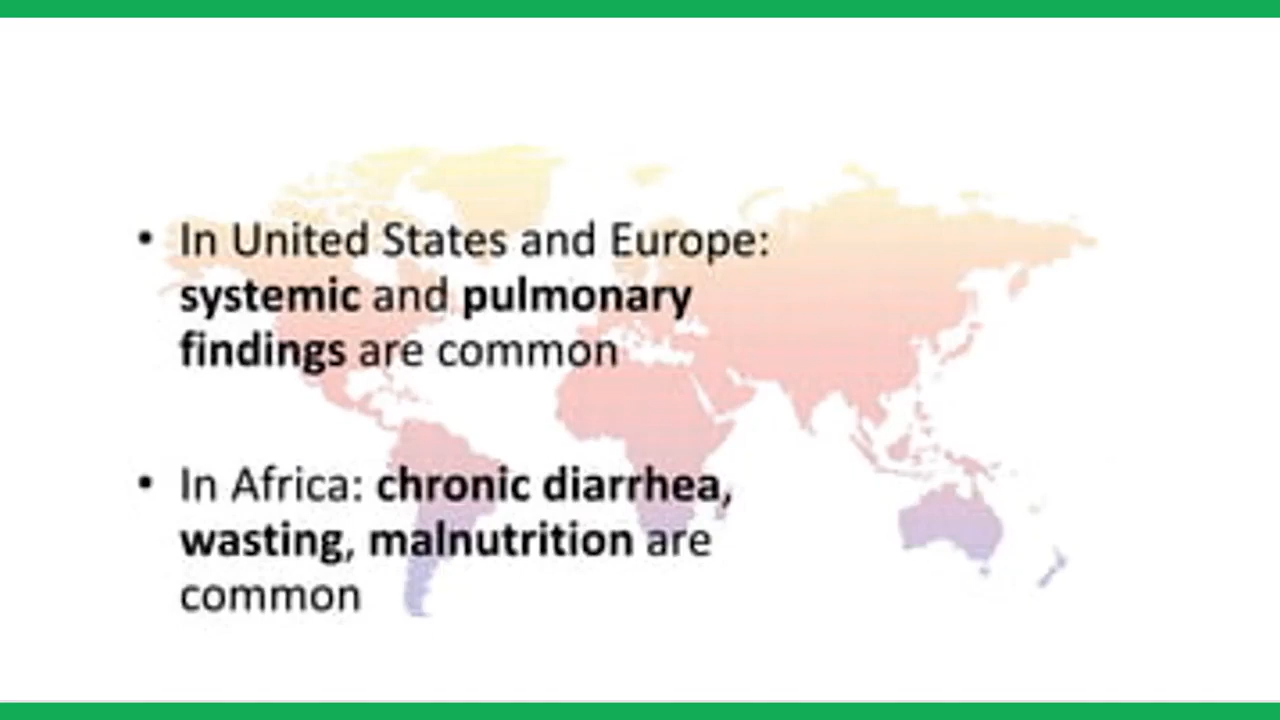 • In United States and Europe:
systemic and pulmonary
findings are common
• In Africa: chronic diarrhea,
wasting, malnutrition are
common